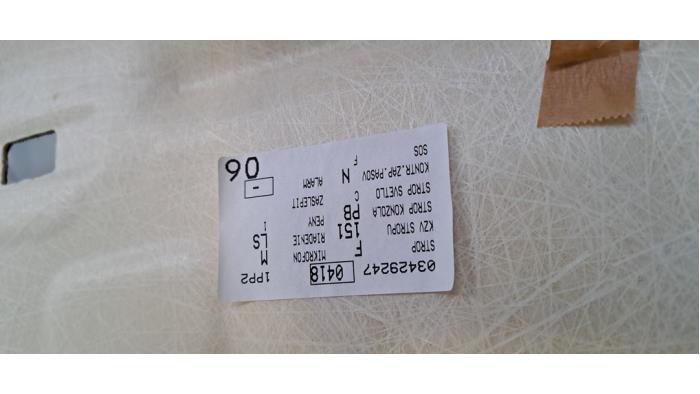 03429247 0418 1PP2
STROP F MIKROFON M
KZV STROPU 151 RIADENIE LS
STROP KONZOLA PB PENY I
STROP SVETLO C ZASLEPIT
KONTR.ZAP.PASOV N ALARM -
SOS F 06